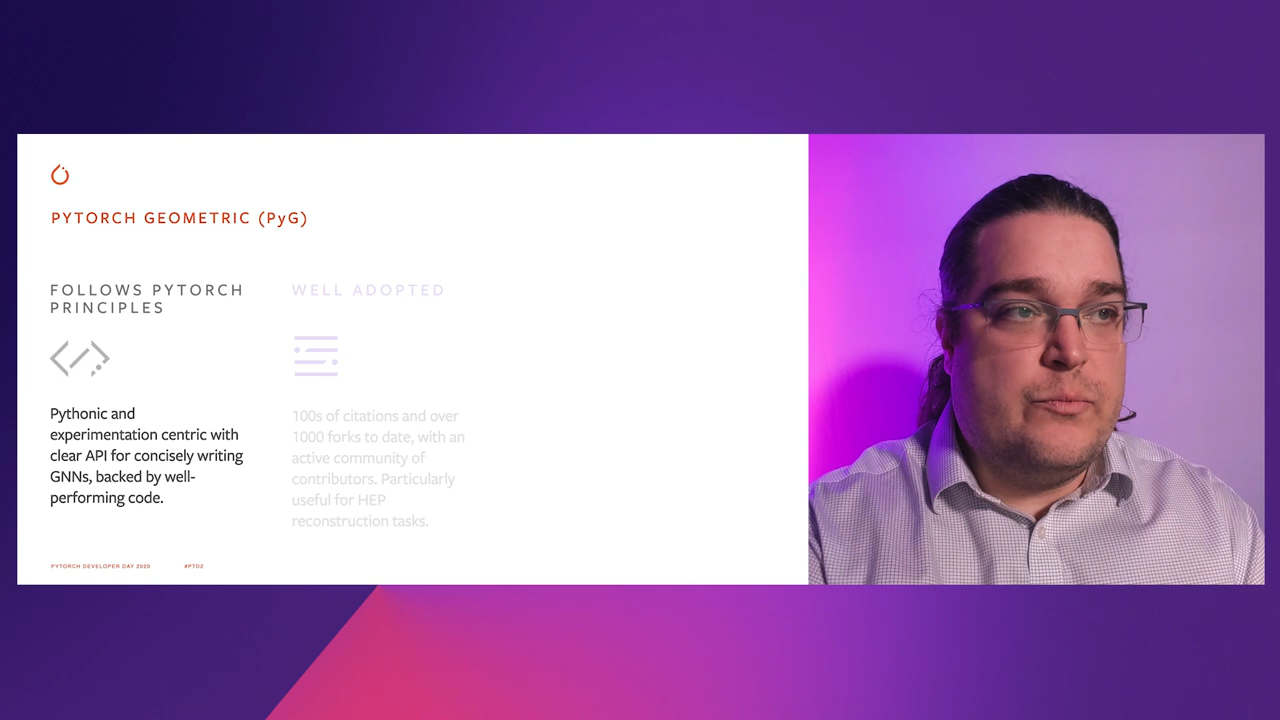 PYTORCH GEOMETRIC (PyG)
FOLLOWS PYTORCH
PRINCIPLES
Pythonic and
experimentation centric with
clear API for concisely writing
GNNs, backed by well-
performing code.
WELL ADOPTED
100s of citations and over
1000 forks to date, with an
active community of
contributors. Particularly
useful for HEP
reconstruction tasks.
PYTORCH DEVELOPER DAY 2020
#PTD2